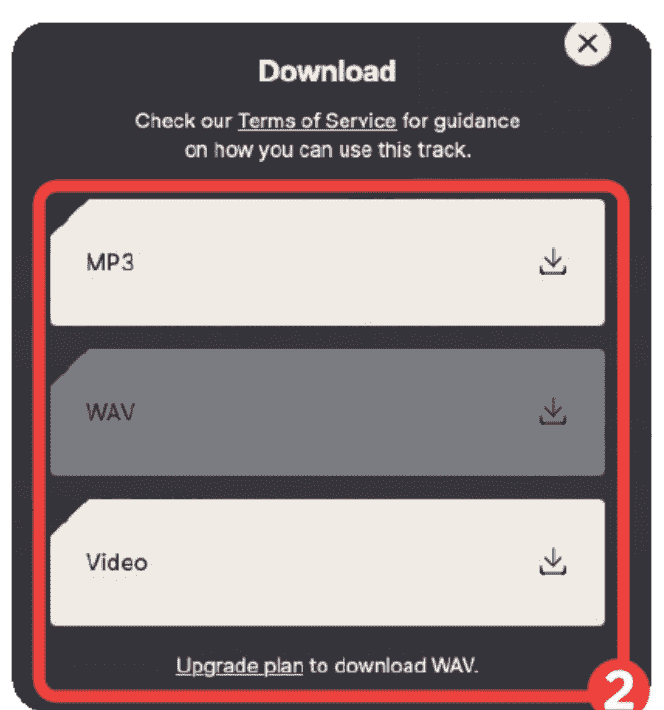 Download
Check our Terms of Service for guidance
on how you can use this track.
MP3
WAV
Video
Upgrade plan to download WAV.
2